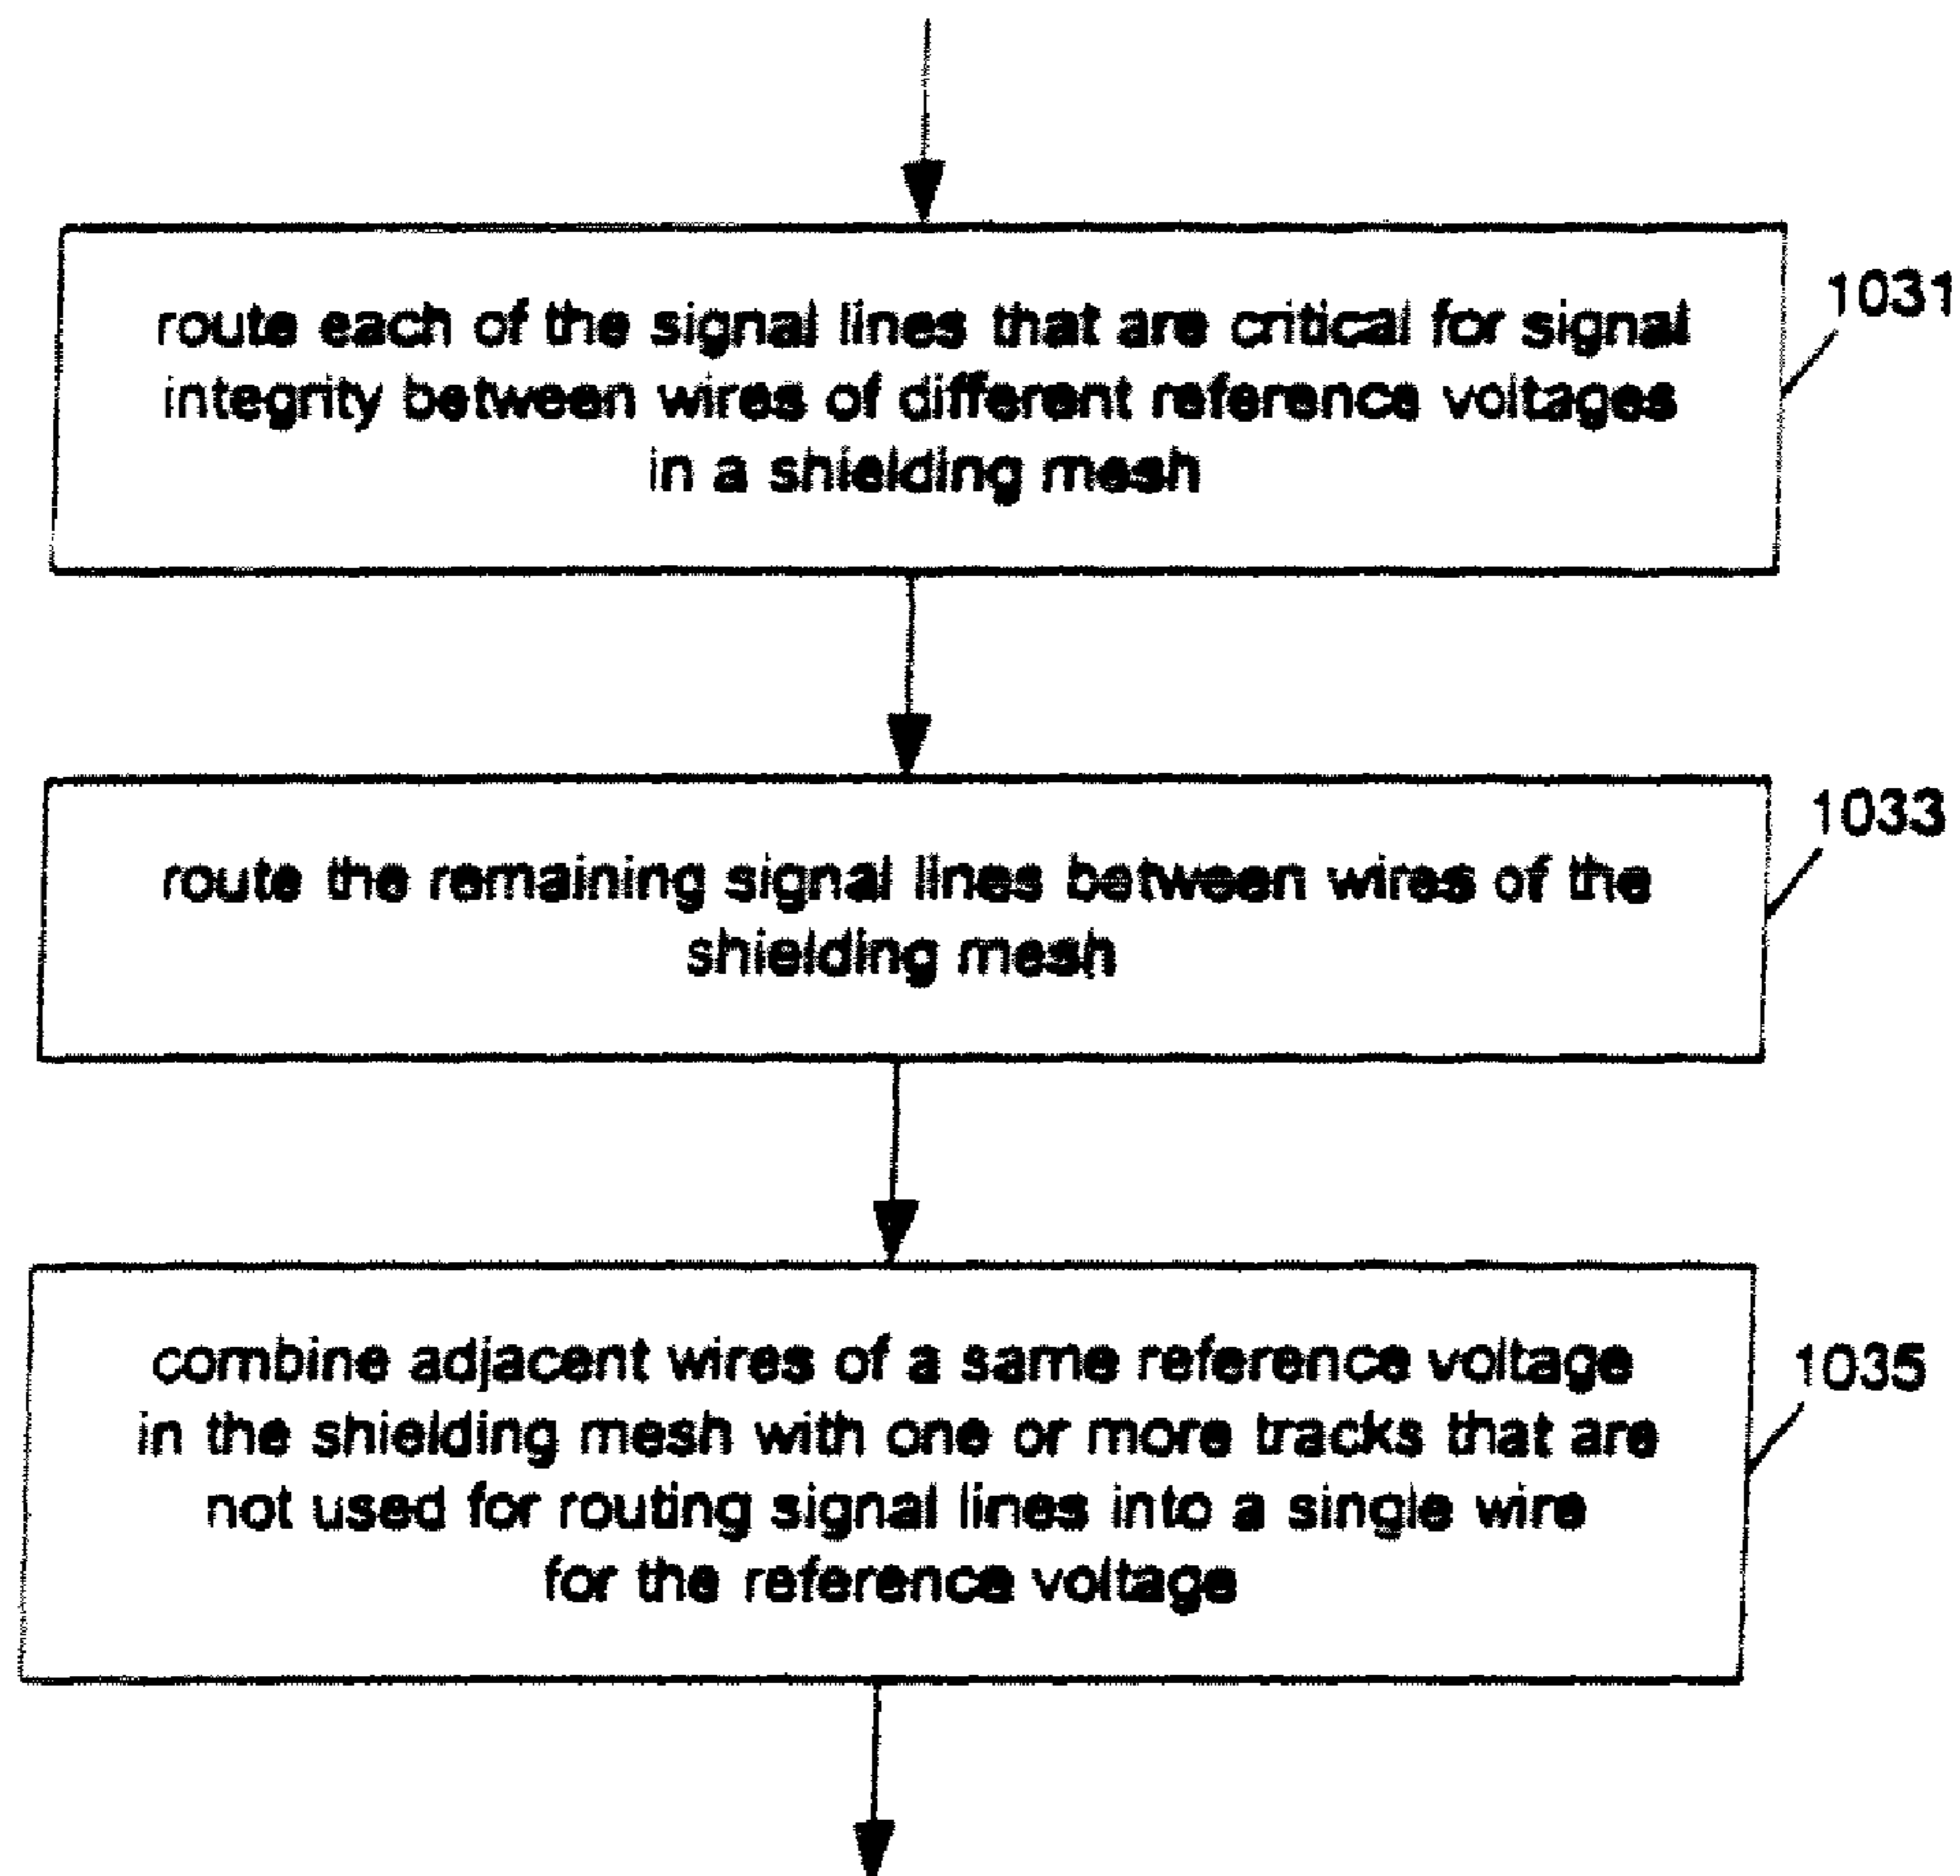 route each of the signal lines that are critical for signal
integrity between wires of different reference voltages
in a shielding mesh
1031
route the remaining signal lines between wires of the
shielding mesh
1033
combine adjacent wires of a same reference voltage
in the shielding mesh with one or more tracks that are
not used for routing signal lines into a single wire
for the reference voltage
1035